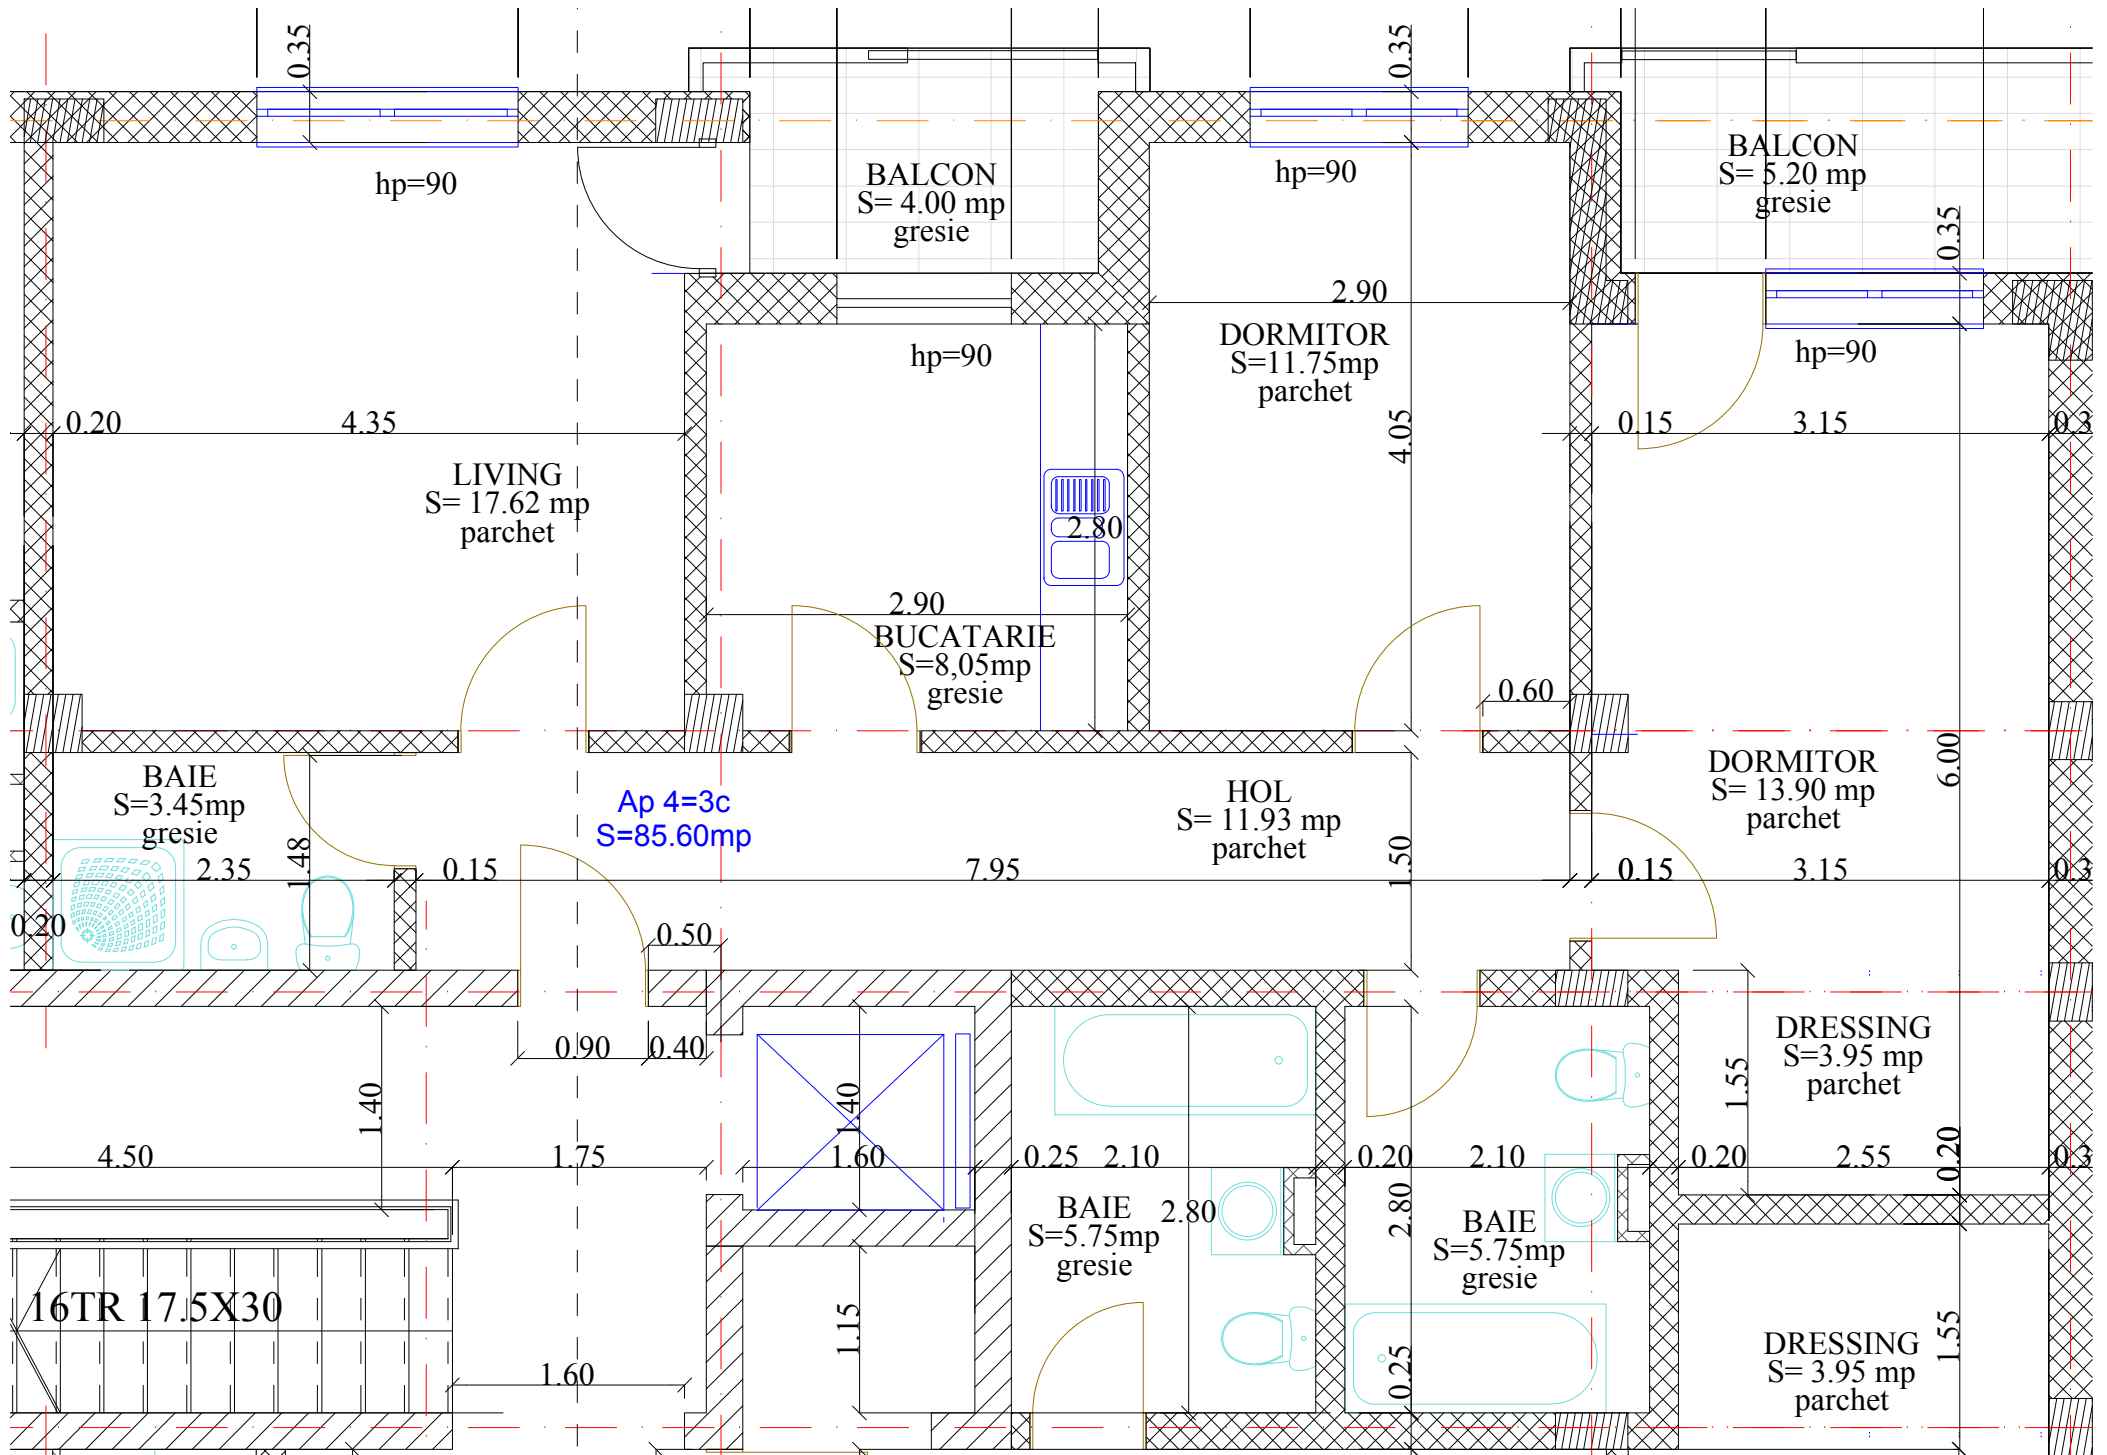 0.35
0.35
hp=90
BALCON
S= 4.00 mp
gresie
hp=90
BALCON
S= 5.20 mp
gresie
0.35
2.90
DORMITOR
S=11.75mp
parchet
hp=90
hp=90
0.20
4.35
4.05
0.15
3.15
0.3
LIVING
S= 17.62 mp
parchet
2.80
2.90
BUCATARIE
S=8,05mp
gresie
0.60
BAIE
S=3.45mp
gresie
Ap 4=3c
S=85.60mp
HOL
S= 11.93 mp
parchet
DORMITOR
S= 13.90 mp
parchet
6.00
2.35
1.48
0.15
7.95
1.50
0.15
3.15
0.3
0.20
0.50
0.90
0.40
1.40
1.40
DRESSING
S=3.95 mp
parchet
1.55
4.50
1.75
1.60
0.25
2.10
0.20
2.10
0.20
2.55
0.20
0.3
BAIE
S=5.75mp
gresie
2.80
2.80
BAIE
S=5.75mp
gresie
16TR 17.5X30
1.15
1.60
0.25
DRESSING
S= 3.95 mp
parchet
1.55